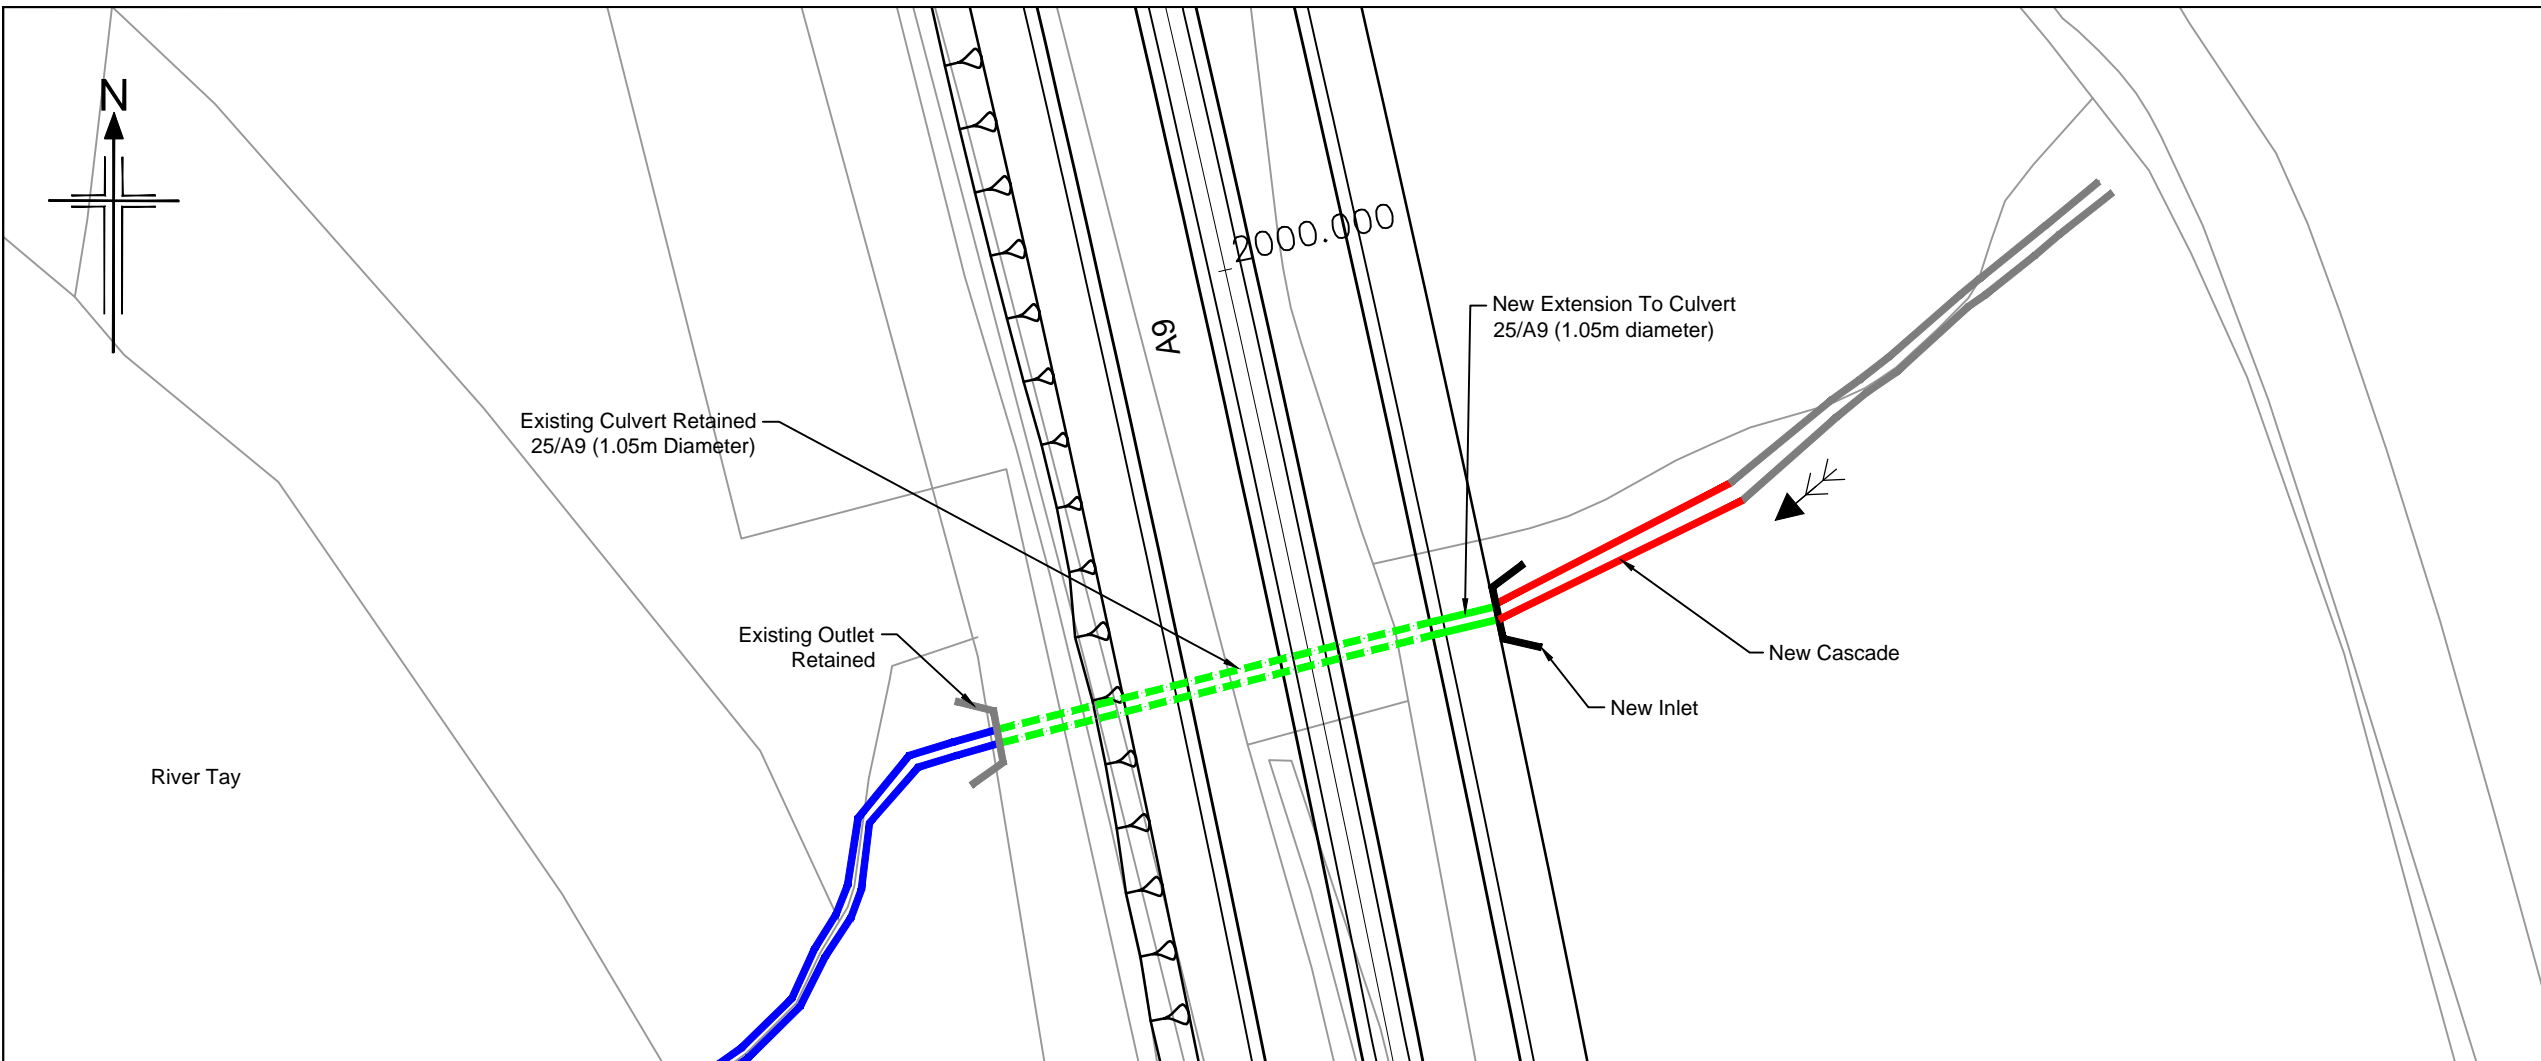 N
2000.000
A9
New Extension To Culvert
25/A9 (1.05m diameter)
Existing Culvert Retained
25/A9 (1.05m Diameter)
Existing Outlet
Retained
New Cascade
New Inlet
River Tay